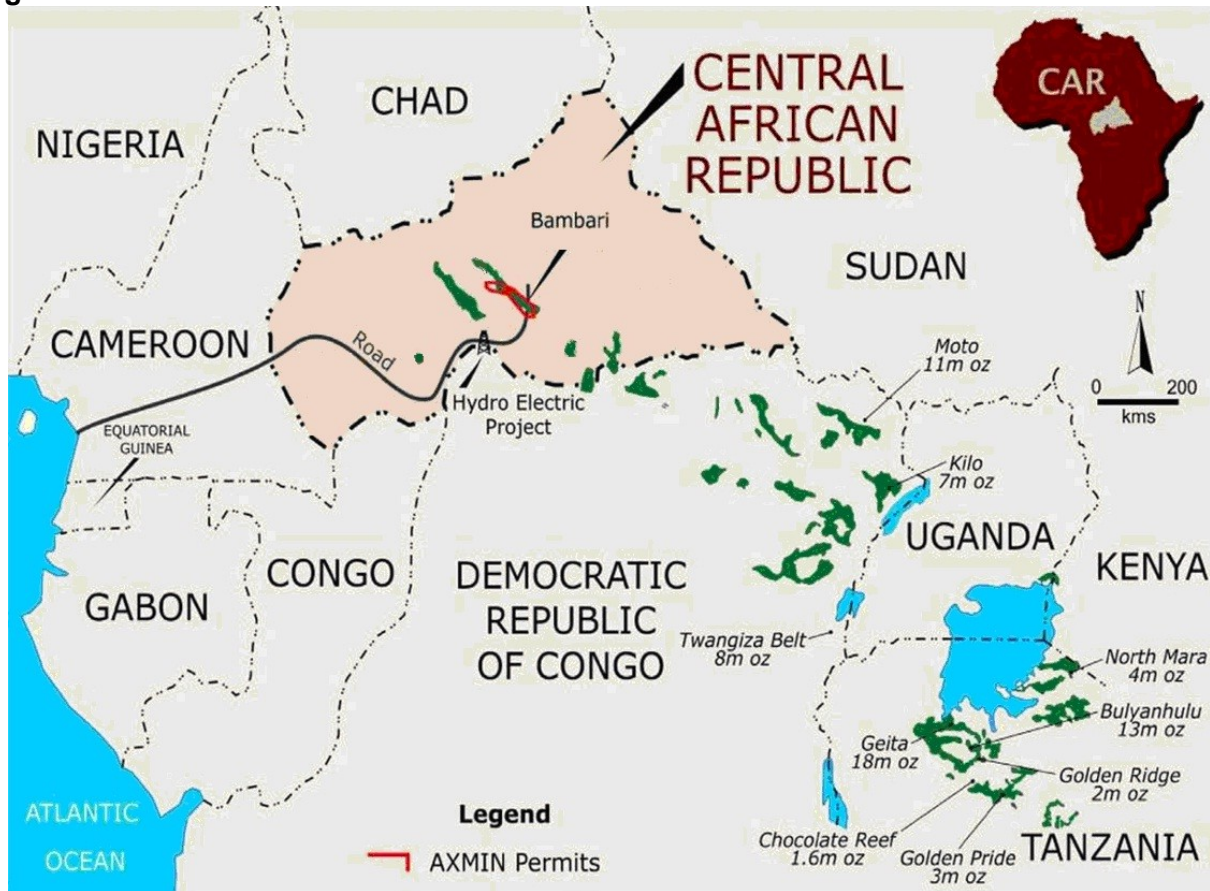 g
CHAD
NIGERIA
CENTRAL
AFRICAN
REPUBLIC
CAR
Bambari
SUDAN
CAMEROON
Road
Hydro Electric
Project
EQUATORIAL
GUINEA
N
0 200
kms
Moto
11m oz
Kilo
7m oz
UGANDA
KENYA
CONGO
GABON
DEMOCRATIC
REPUBLIC
OF CONGO
Twangiza Belt
8m oz
North Mara
4m oz
Bulyanhulu
13m oz
Geita
18m oz
Golden Ridge
2m oz
Chocolate Reef
1.6m oz
Golden Pride
3m oz
TANZANIA
ATLANTIC
OCEAN
Legend
AXMIN Permits